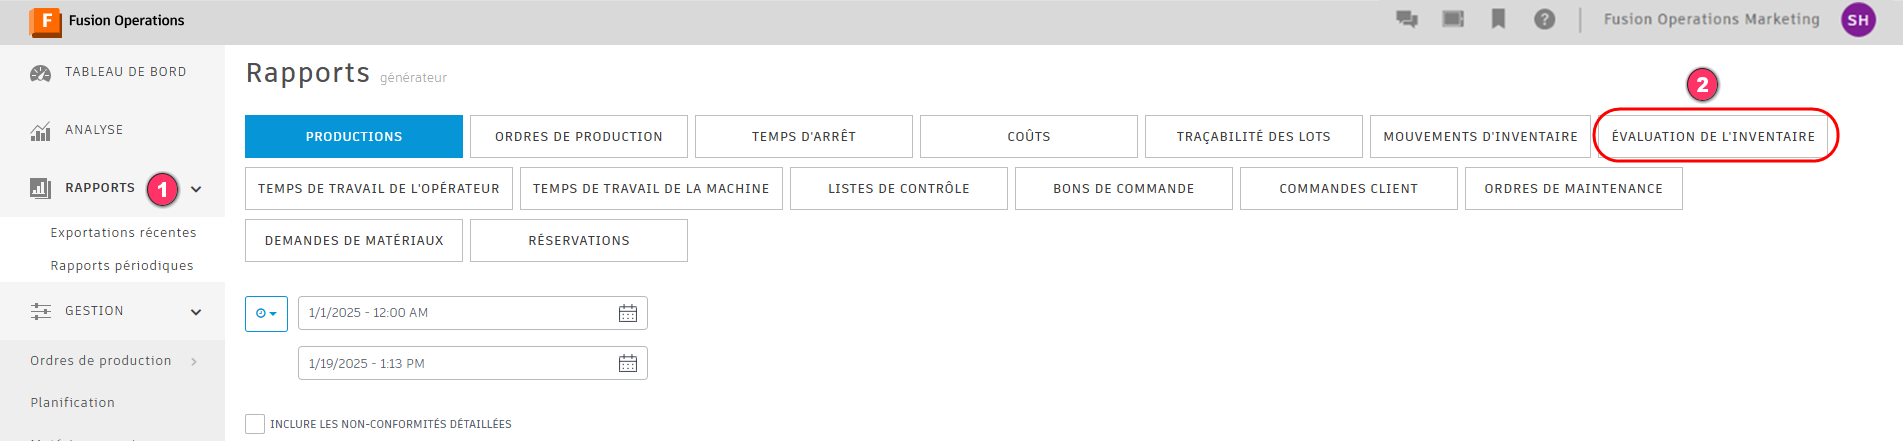 F Fusion Operations
Fusion Operations Marketing SH
TABLEAU DE BORD
ANALYSE
RAPPORTS 1
Exportations récentes
Rapports périodiques
GESTION
Ordres de production
Planification
Rapports générateur
2
PRODUCTIONS ORDRES DE PRODUCTION TEMPS D'ARRÊT COÛTS TRAÇABILITÉ DES LOTS MOUVEMENTS D'INVENTAIRE ÉVALUATION DE L'INVENTAIRE
TEMPS DE TRAVAIL DE L'OPÉRATEUR TEMPS DE TRAVAIL DE LA MACHINE LISTES DE CONTRÔLE BONS DE COMMANDE COMMANDES CLIENT ORDRES DE MAINTENANCE
DEMANDES DE MATÉRIAUX RÉSERVATIONS
1/1/2025 - 12:00 AM
1/19/2025 - 1:13 PM
INCLURE LES NON-CONFORMITÉS DÉTAILLÉES